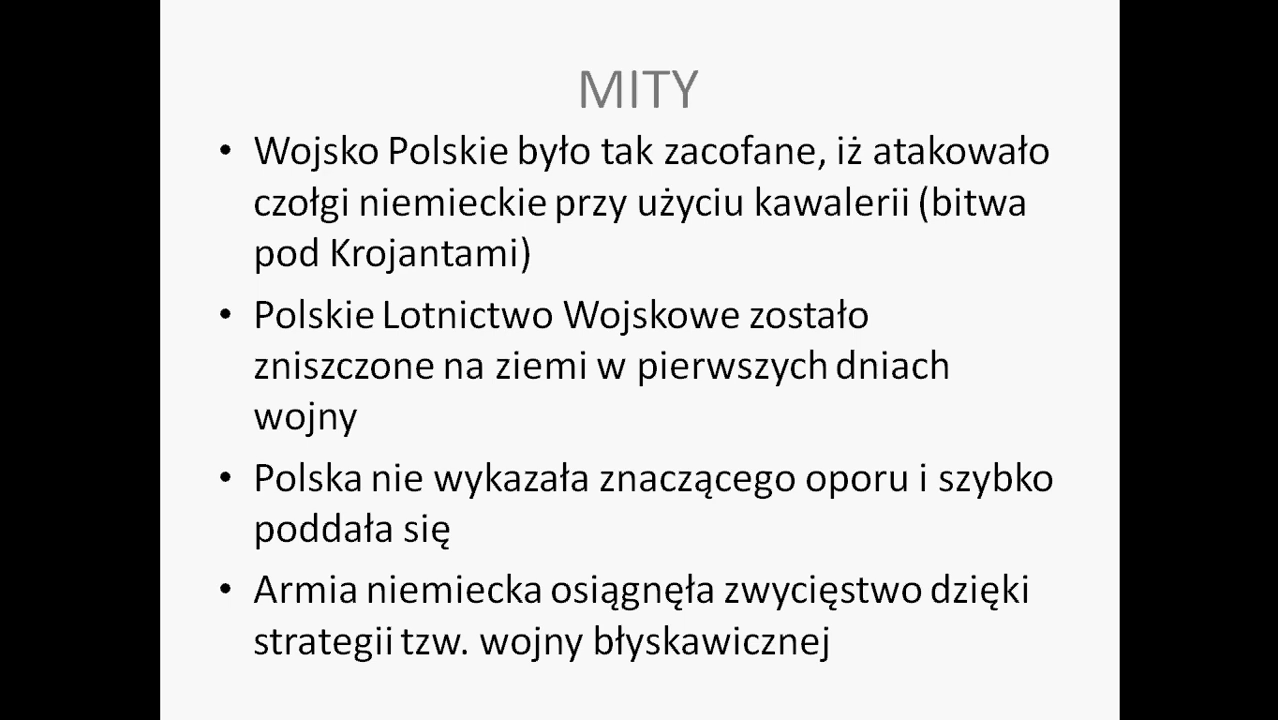 MITY
• Wojsko Polskie było tak zacofane, iż atakowało
czołgi niemieckie przy użyciu kawalerii (bitwa
pod Krojantami)
• Polskie Lotnictwo Wojskowe zostało
zniszczone na ziemi w pierwszych dniach
wojny
• Polska nie wykazała znaczącego oporu i szybko
poddała się
• Armia niemiecka osiągnęła zwycięstwo dzięki
strategii tzw. wojny błyskawicznej